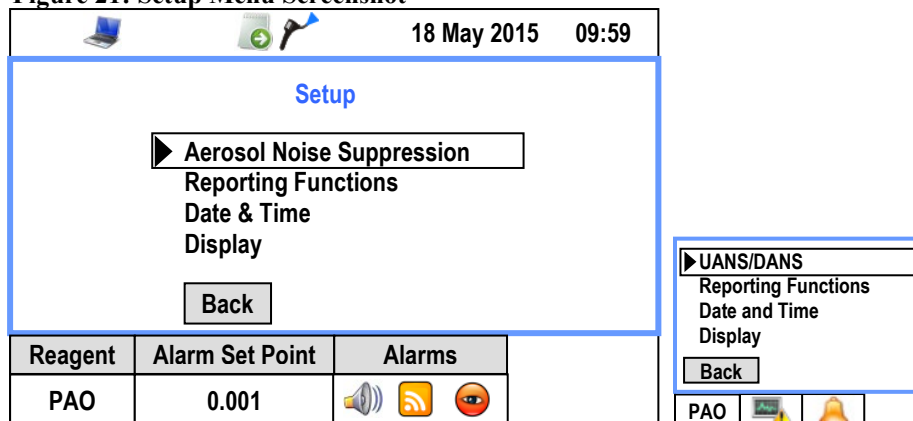 Figure 21: Setup Menu Screenshot
18 May 2015 09:59
Setup
Aerosol Noise Suppression
Reporting Functions
Date & Time
Display
Back
Reagent Alarm Set Point Alarms
PAO 0.001
UANS/DANS
Reporting Functions
Date and Time
Display
Back
PAO